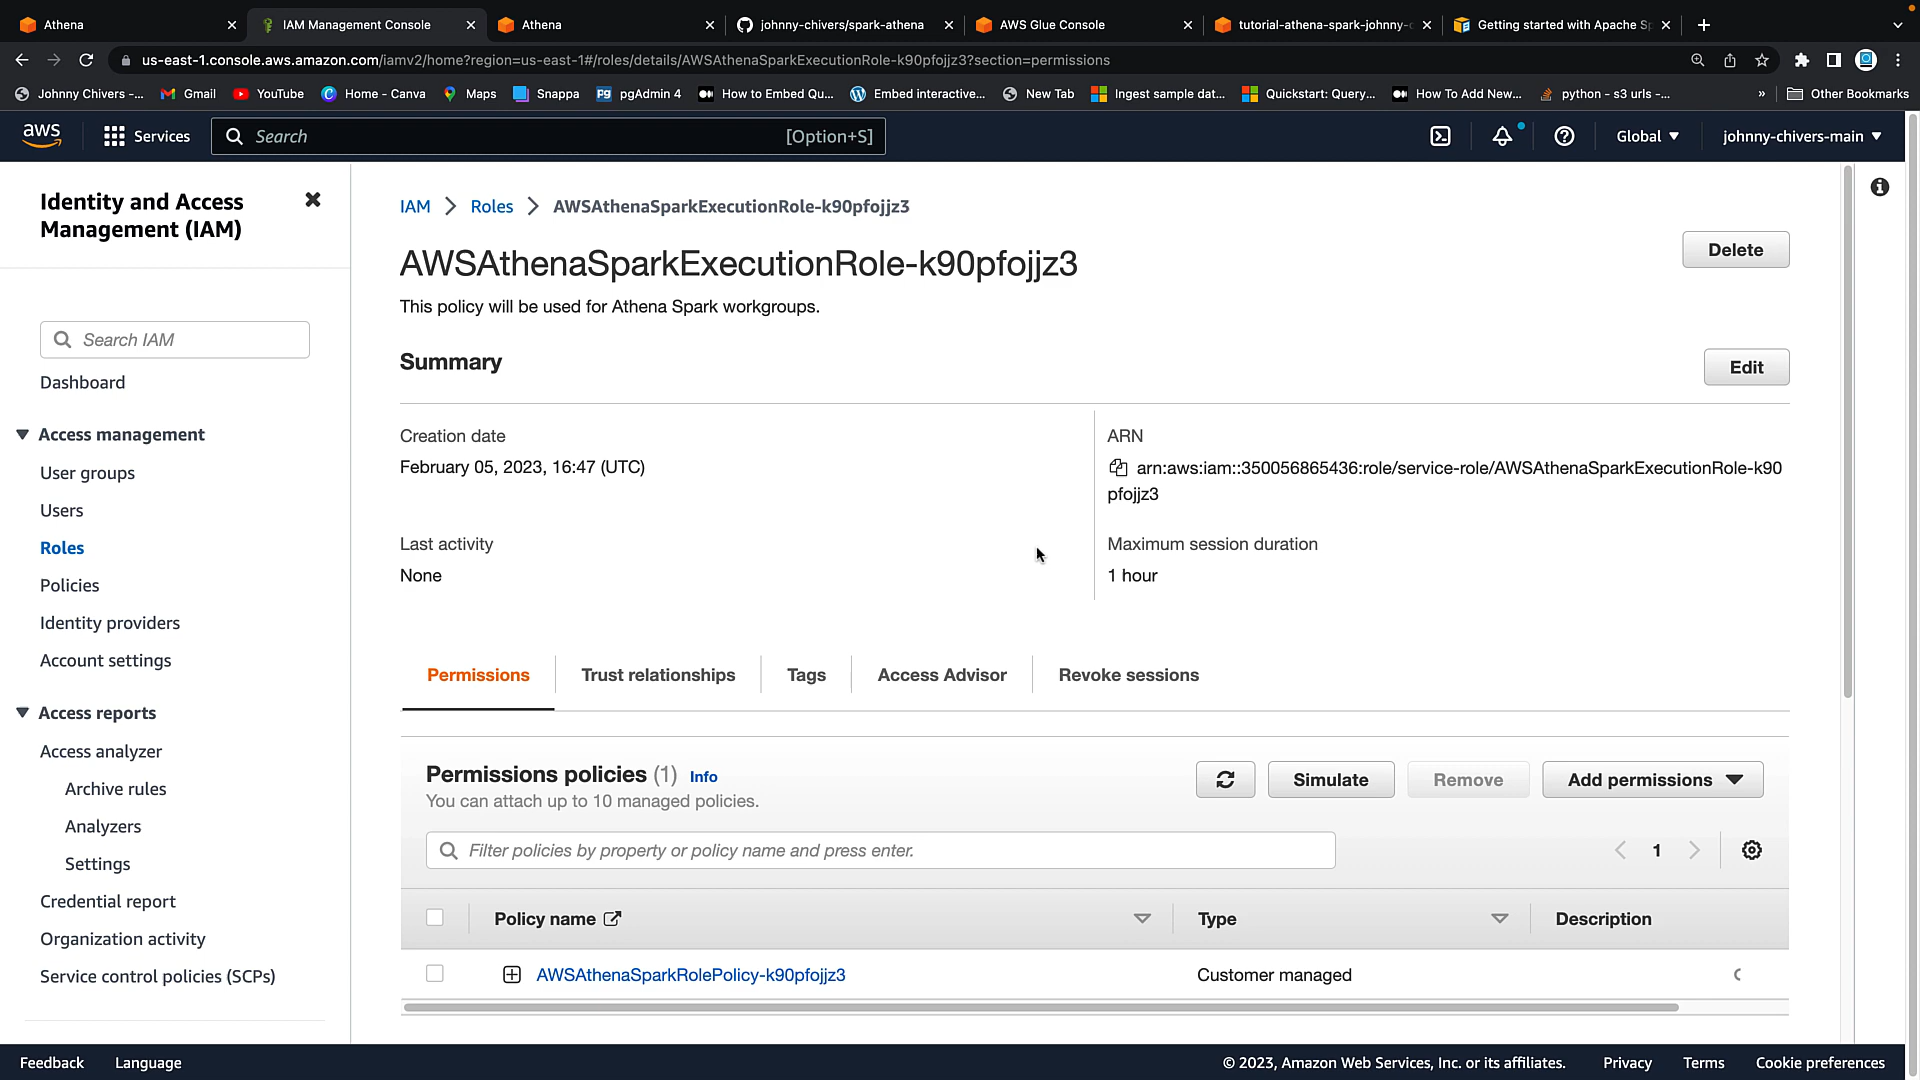 Athena
IAM Management Console
Athena
johnny-chivers/spark-athena
AWS Glue Console
tutorial-athena-spark-johnny-c
Getting started with Apache Sp
us-east-1.console.aws.amazon.com/iamv2/home?region=us-east-1#/roles/details/AWSAthenaSparkExecutionRole-k90pfojjz3?section=permissions
Johnny Chivers –...
Gmail
YouTube
Home - Canva
Maps
Snappa
pgAdmin 4
How to Embed Qu...
Embed interactive...
New Tab
Ingest sample dat...
Quickstart: Query...
How To Add New...
python - s3 urls -...
»
Other Bookmarks
aws
Services
Search
[Option+S]
Global
johnny-chivers-main
Identity and Access
Management (IAM)
Search IAM
Dashboard
Access management
User groups
Users
Roles
Policies
Identity providers
Account settings
Access reports
Access analyzer
Archive rules
Analyzers
Settings
Credential report
Organization activity
Service control policies (SCPs)
IAM
Roles
AWSAthenaSparkExecutionRole-k90pfojjz3
AWSAthenaSparkExecutionRole-k90pfojjz3
Delete
This policy will be used for Athena Spark workgroups.
Summary
Edit
Creation date
February 05, 2023, 16:47 (UTC)
ARN
arn:aws:iam::350056865436:role/service-role/AWSAthenaSparkExecutionRole-k90
pfojjz3
Last activity
None
Maximum session duration
1 hour
Permissions
Trust relationships
Tags
Access Advisor
Revoke sessions
Permissions policies (1)
Info
You can attach up to 10 managed policies.
Simulate
Remove
Add permissions
Filter policies by property or policy name and press enter.
1
Policy name
Type
Description
AWSAthenaSparkRolePolicy-k90pfojjz3
Customer managed
Feedback
Language
© 2023, Amazon Web Services, Inc. or its affiliates.
Privacy
Terms
Cookie preferences